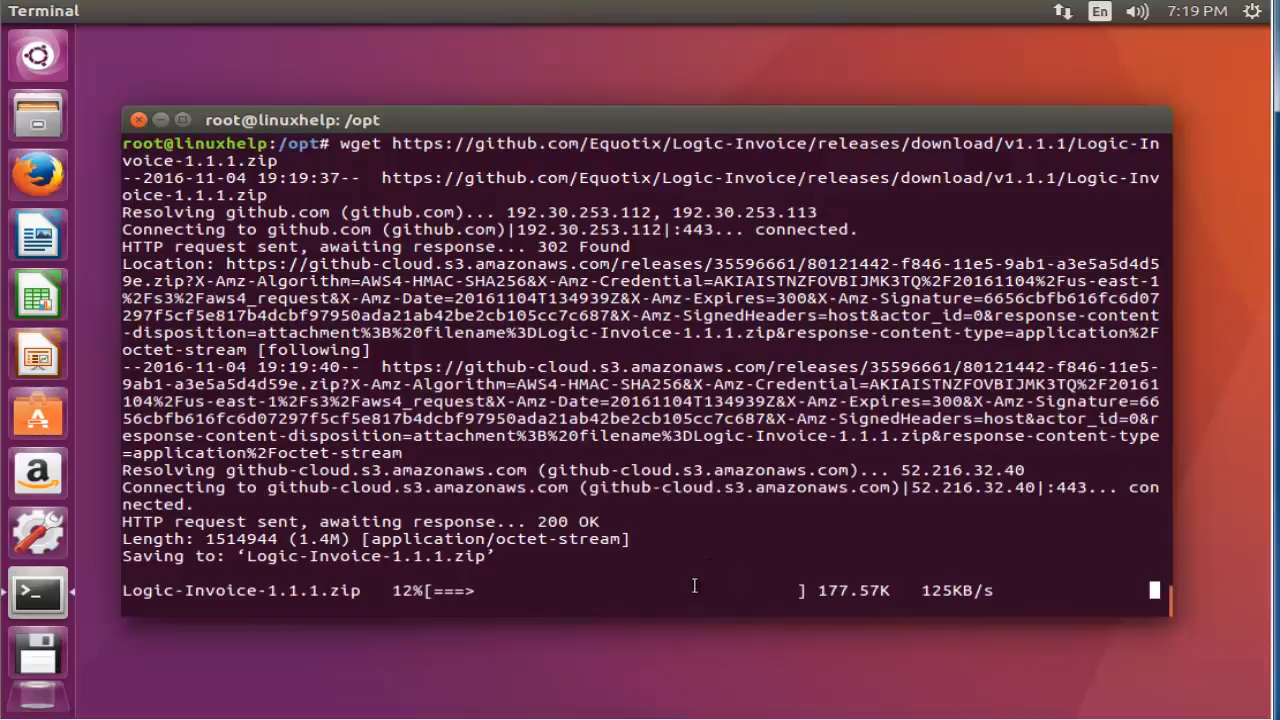 Terminal
En
7:19 PM
root@linuxhelp: /opt
root@linuxhelp:/opt# wget https://github.com/Equotix/Logic-Invoice/releases/download/v1.1.1/Logic-In
voice-1.1.1.zip
--2016-11-04 19:19:37--  https://github.com/Equotix/Logic-Invoice/releases/download/v1.1.1/Logic-Inv
oice-1.1.1.zip
Resolving github.com (github.com)... 192.30.253.112, 192.30.253.113
Connecting to github.com (github.com)|192.30.253.112|:443... connected.
HTTP request sent, awaiting response... 302 Found
Location: https://github-cloud.s3.amazonaws.com/releases/35596661/80121442-f846-11e5-9ab1-a3e5a5d4d5
9e.zip?X-Amz-Algorithm=AWS4-HMAC-SHA256&X-Amz-Credential=AKIAISTNZFOVBIJMK3TQ%2F20161104%2Fus-east-1
%2Fs3%2Faws4_request&X-Amz-Date=20161104T134939Z&X-Amz-Expires=300&X-Amz-Signature=6656cbfb616fc6d07
297f5cf5e817b4dcbf97950ada21ab42be2cb105cc7c687&X-Amz-SignedHeaders=host&actor_id=0&response-content
-disposition=attachment%3B%20filename%3DLogic-Invoice-1.1.1.zip&response-content-type=application%2F
octet-stream [following]
--2016-11-04 19:19:40--  https://github-cloud.s3.amazonaws.com/releases/35596661/80121442-f846-11e5-
9ab1-a3e5a5d4d59e.zip?X-Amz-Algorithm=AWS4-HMAC-SHA256&X-Amz-Credential=AKIAISTNZFOVBIJMK3TQ%2F20161
104%2Fus-east-1%2Fs3%2Faws4_request&X-Amz-Date=20161104T134939Z&X-Amz-Expires=300&X-Amz-Signature=66
56cbfb616fc6d07297f5cf5e817b4dcbf97950ada21ab42be2cb105cc7c687&X-Amz-SignedHeaders=host&actor_id=0&r
esponse-content-disposition=attachment%3B%20filename%3DLogic-Invoice-1.1.1.zip&response-content-type
=application%2Foctet-stream
Resolving github-cloud.s3.amazonaws.com (github-cloud.s3.amazonaws.com)... 52.216.32.40
Connecting to github-cloud.s3.amazonaws.com (github-cloud.s3.amazonaws.com)|52.216.32.40|:443... con
nected.
HTTP request sent, awaiting response... 200 OK
Length: 1514944 (1.4M) [application/octet-stream]
Saving to: ‘Logic-Invoice-1.1.1.zip’
Logic-Invoice-1.1.1.zip   12%[===>                               ] 177.57K   125KB/s